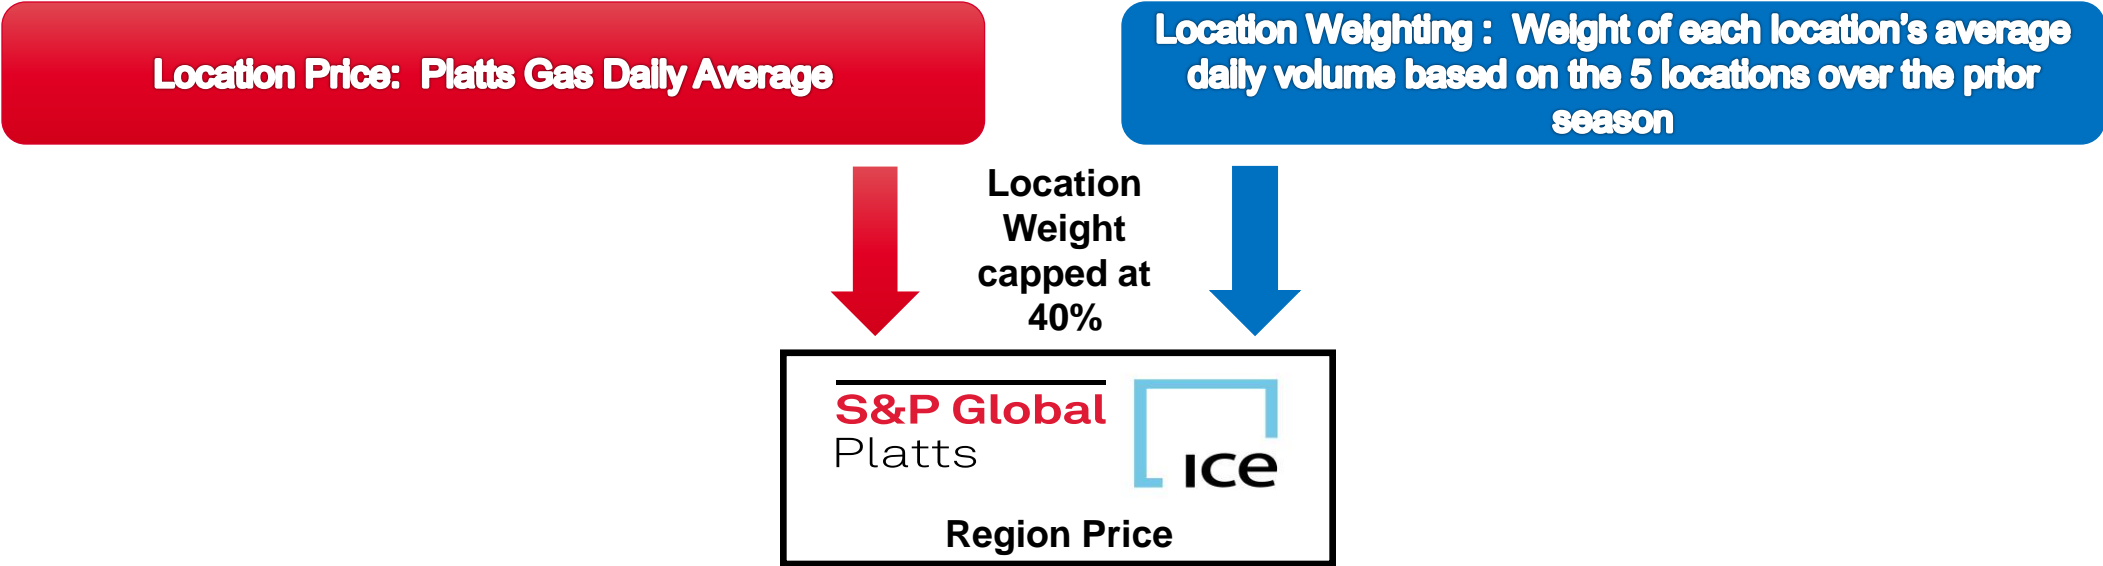 Location Price:  Platts Gas Daily Average
Location Weighting :  Weight of each location’s average
daily volume based on the 5 locations over the prior
season
Location
Weight
capped at
40%
S&P Global
Platts
ice
Region Price